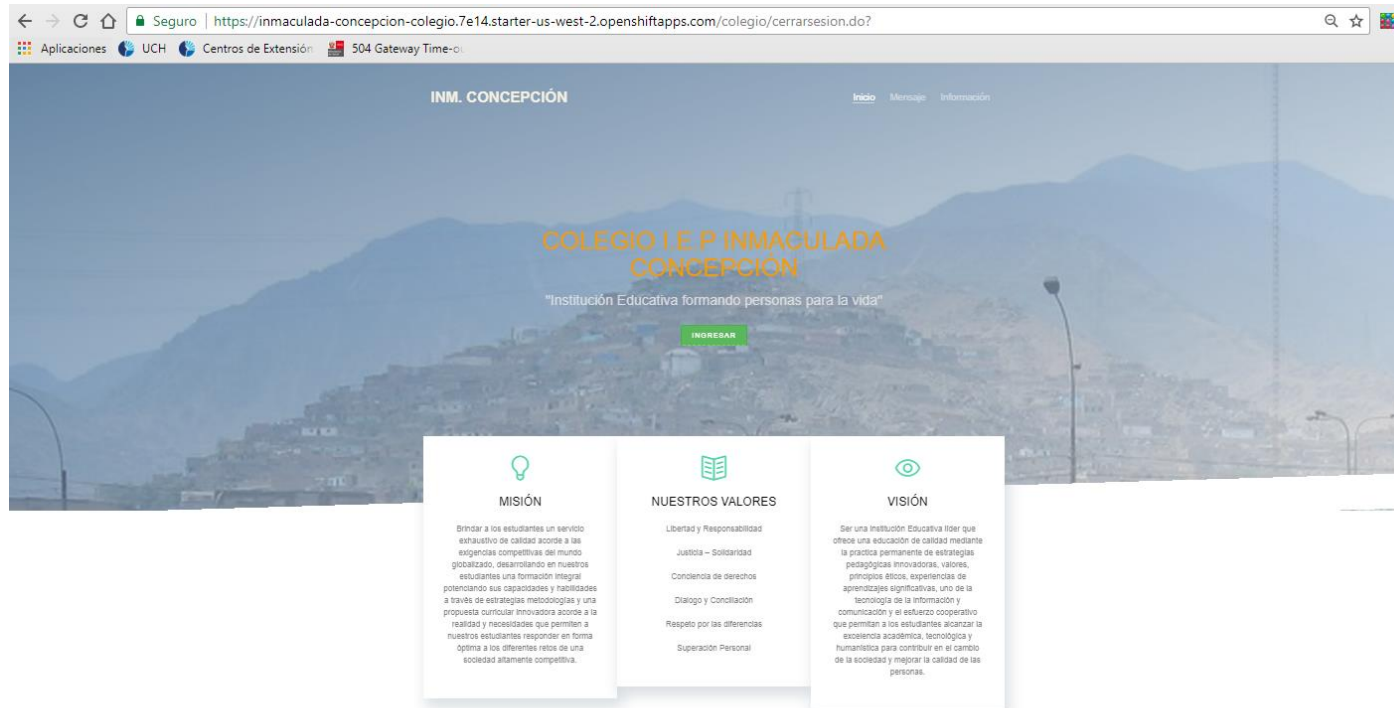 Seguro | https://inmaculada-concepcion-colegio.7e14.starter-us-west-2.openshiftapps.com/colegio/cerrarsesion.do?
Aplicaciones UCH Centros de Extensión 504 Gateway Time-o
INM. CONCEPCIÓN
Inicio Mensaje Información
COLEGIO I.E.P INMACULADA
CONCEPCIÓN
"Institución Educativa formando personas para la vida"
INGRESAR
MISIÓN
Brindar a los estudiantes un servicio
exhaustivo de calidad acorde a las
exigencias competitivas del mundo
globalizado, desarrollando en nuestros
estudiantes una formación integral
potenciando sus capacidades y habilidades
a través de estrategias metodologías y una
propuesta curricular innovadora acorde a la
realidad y necesidades que permiten a
nuestros estudiantes responder en forma
óptima a los diferentes retos de una
sociedad altamente competitiva.
NUESTROS VALORES
Libertad y Responsabilidad
Justicia – Solidaridad
Conciencia de derechos
Dialogo y Conciliación
Respeto por las diferencias
Superación Personal
VISIÓN
Ser una Institución Educativa líder que
ofrece una educación de calidad mediante
la practica permanente de estrategias
pedagógicas innovadoras, valores,
principios éticos, experiencias de
aprendizajes significativas, uno de la
tecnología de la información y
comunicación y el esfuerzo cooperativo
que permitan a los estudiantes alcanzar la
excelencia académica, tecnológica y
humanística para contribuir en el cambio
de la sociedad y mejorar la calidad de las
personas.